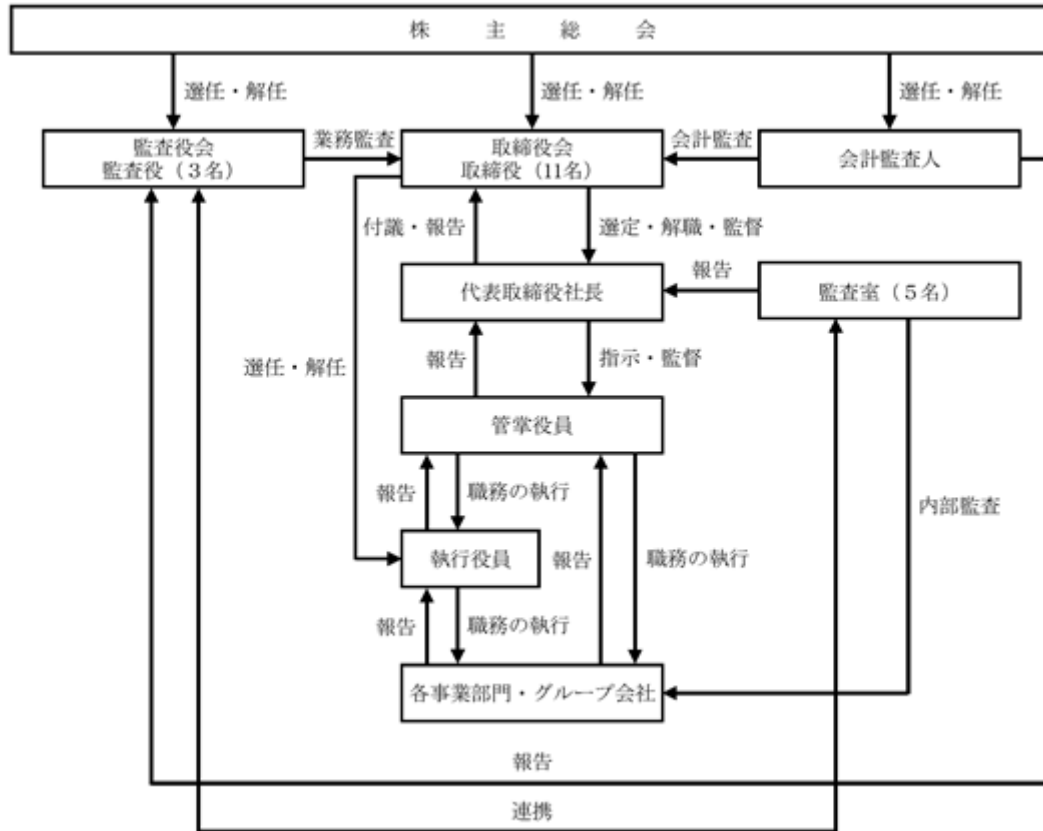 株主総会
選任・解任
選任・解任
選任・解任
監査役会
監査役（3名）
業務監査
取締役会
取締役（11名）
会計監査
会計監査人
付議・報告
選定・解職・監督
代表取締役社長
報告
監査室（5名）
選任・解任
報告
指示・監督
管掌役員
報告
職務の執行
内部監査
執行役員
報告
職務の執行
報告
職務の執行
各事業部門・グループ会社
報告
連携